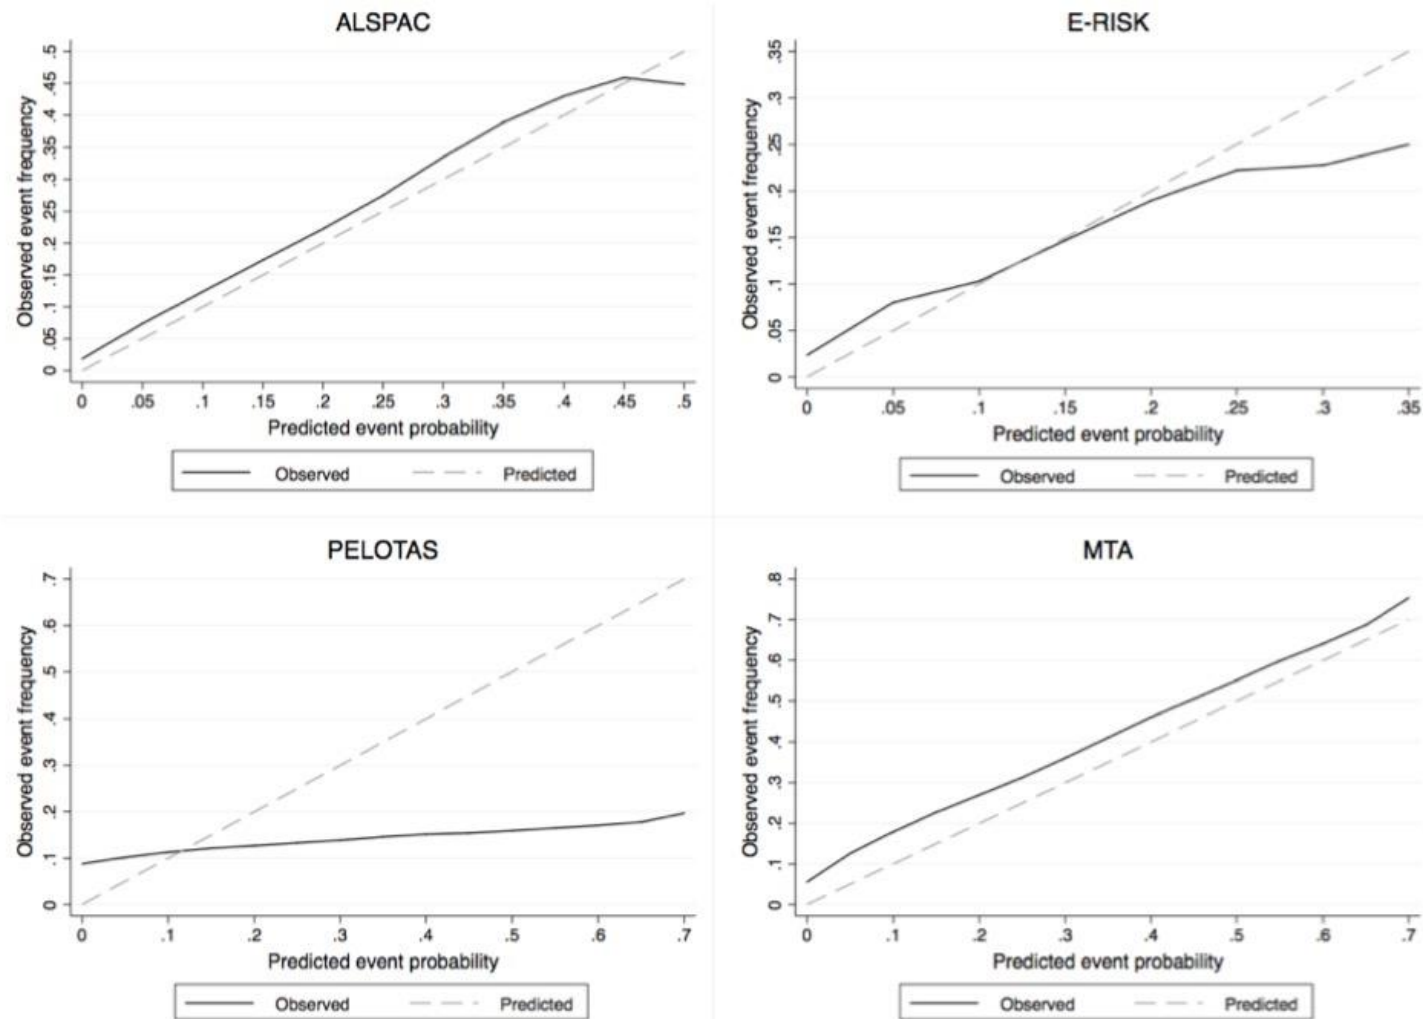 ALSPAC
Observed event frequency
.5
.45
.4
.35
.3
.25
.2
.15
.1
.05
0
0 .05 .1 .15 .2 .25 .3 .35 .4 .45 .5
Predicted event probability
Observed Predicted
E-RISK
Observed event frequency
.35
.3
.25
.2
.15
.1
.05
0
0 .05 .1 .15 .2 .25 .3 .35
Predicted event probability
Observed Predicted
PELOTAS
Observed event frequency
.7
.6
.5
.4
.3
.2
.1
0
0 .1 .2 .3 .4 .5 .6 .7
Predicted event probability
Observed Predicted
MTA
Observed event frequency
.8
.7
.6
.5
.4
.3
.2
.1
0
0 .1 .2 .3 .4 .5 .6 .7
Predicted event probability
Observed Predicted